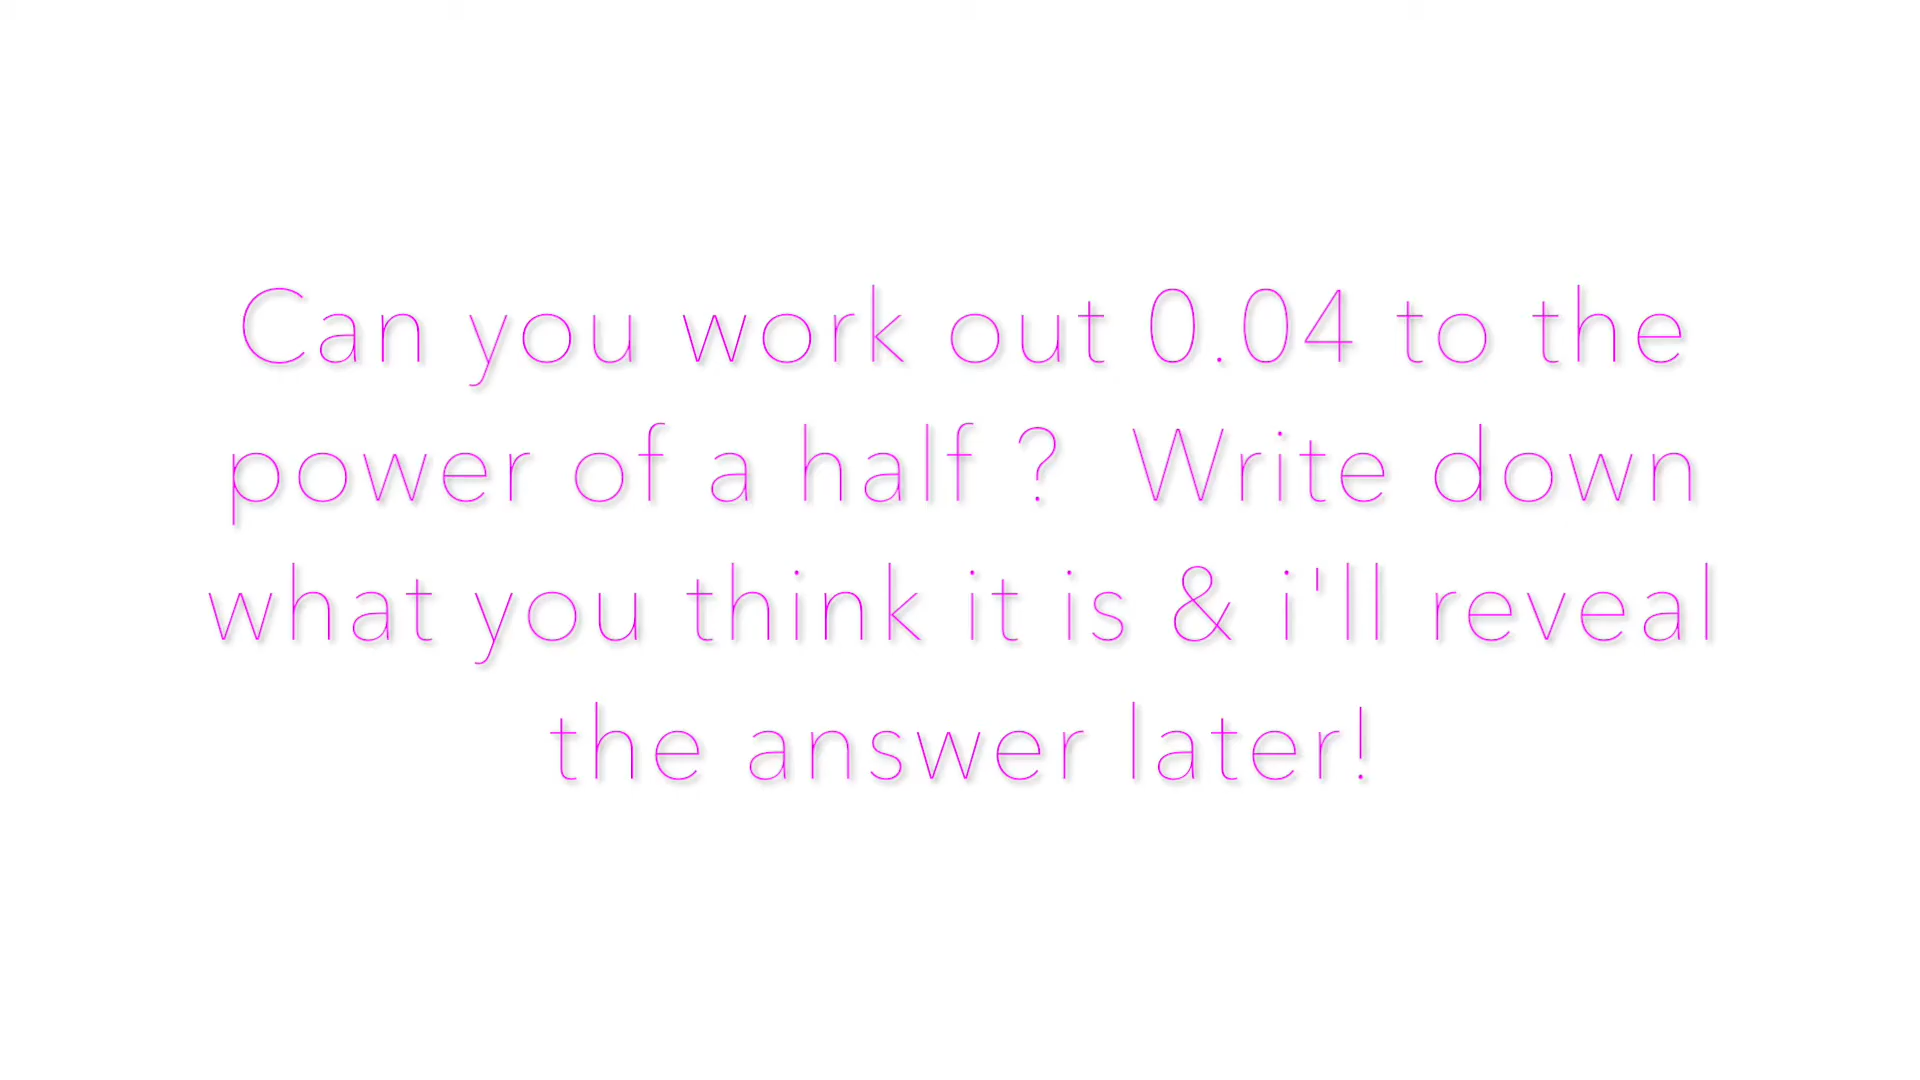 Can you work out 0.04 to the
power of a half ?  Write down
what you think it is & i'll reveal
the answer later!